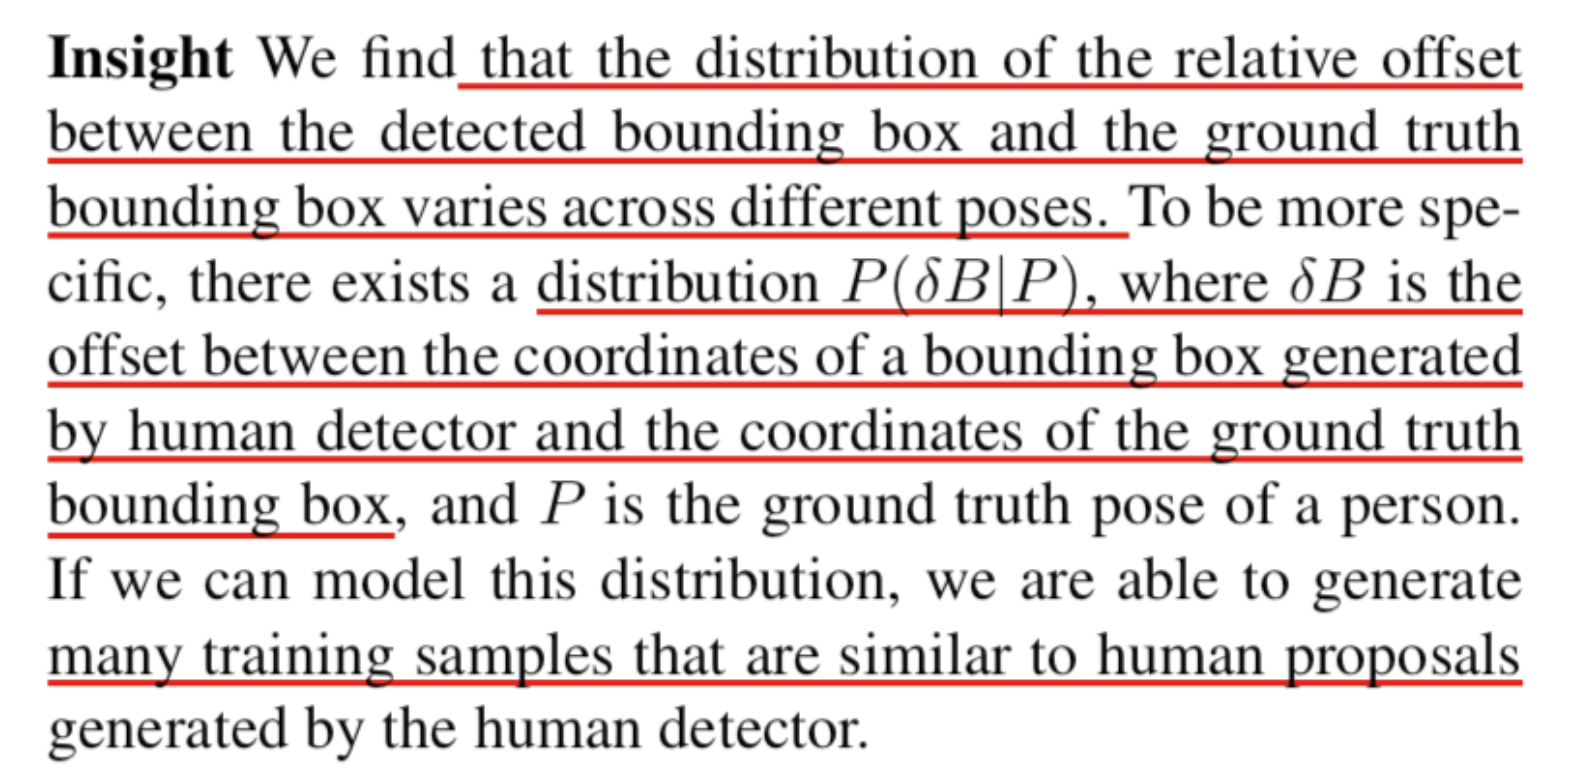 Insight We find that the distribution of the relative offset
between the detected bounding box and the ground truth
bounding box varies across different poses. To be more spe-
cific, there exists a distribution P(δB|P), where δB is the
offset between the coordinates of a bounding box generated
by human detector and the coordinates of the ground truth
bounding box, and P is the ground truth pose of a person.
If we can model this distribution, we are able to generate
many training samples that are similar to human proposals
generated by the human detector.